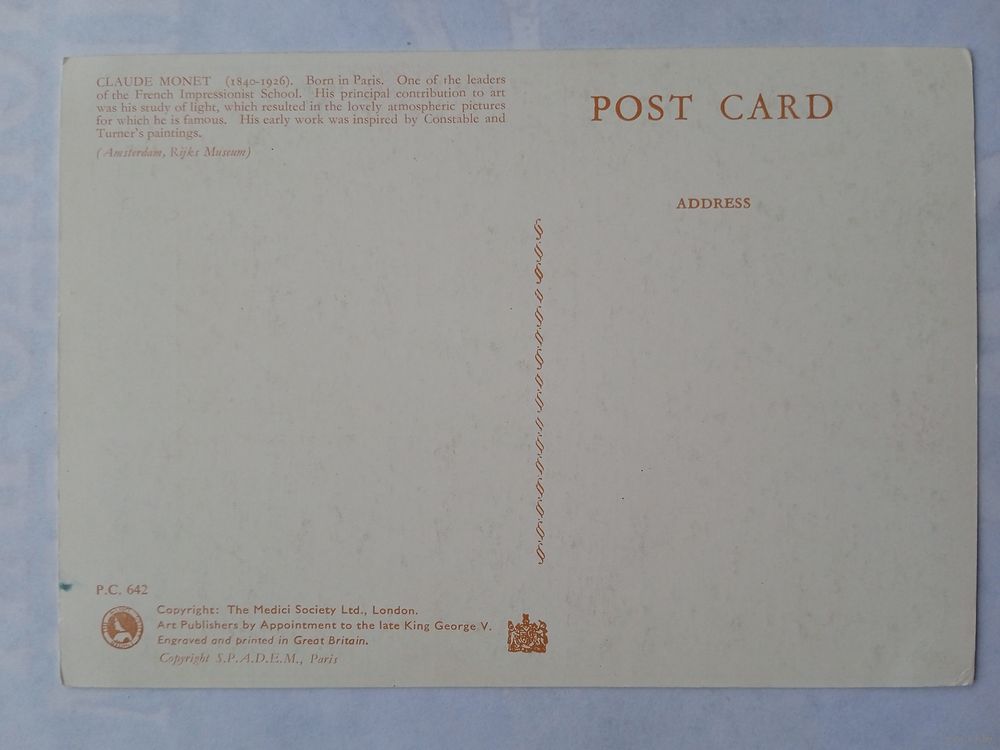 CLAUDE MONET (1840-1926). Born in Paris. One of the leaders
of the French Impressionist School. His principal contribution to art
was his study of light, which resulted in the lovely atmospheric pictures
for which he is famous. His early work was inspired by Constable and
Turner's paintings.
(Amsterdam, Rijks Museum)
POST CARD
ADDRESS
P.C. 642
Copyright: The Medici Society Ltd., London.
Art Publishers by Appointment to the late King George V.
Engraved and printed in Great Britain.
Copyright S.P.A.D.E.M., Paris